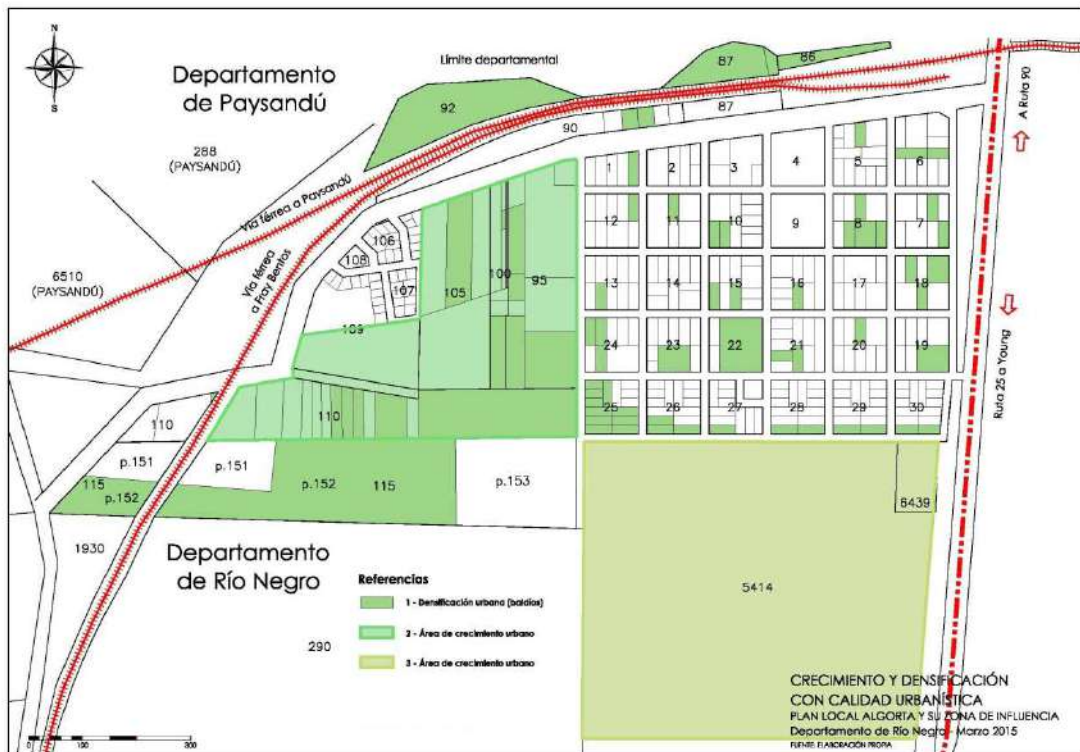 N
S
Departamento
de Paysandú
Límite departamental
A Ruta 90
87
86
92
87
90
288
(PAYSANDÚ)
Vía férrea a Paysandú
6510
(PAYSANDÚ)
Vía férrea
a Fray Bentos
106
108
107
109
105
100
95
1
2
3
4
5
6
12
11
10
9
8
7
13
14
15
16
17
18
24
23
22
21
20
19
25
26
27
28
29
30
Ruta 25 a Young
110
110
p.151
p.151
115
p.152
p.152
115
p.153
6439
5414
1930
290
Departamento
de Río Negro
Referencias
1 - Densificación urbana (baldíos)
2 - Área de crecimiento urbano
3 - Área de crecimiento urbano
0
100
300
CRECIMIENTO Y DENSIFICACIÓN
CON CALIDAD URBANÍSTICA
PLAN LOCAL ALGORTA Y SU ZONA DE INFLUENCIA
Departamento de Río Negro - Marzo 2015
FUENTE: ELABORACIÓN PROPIA